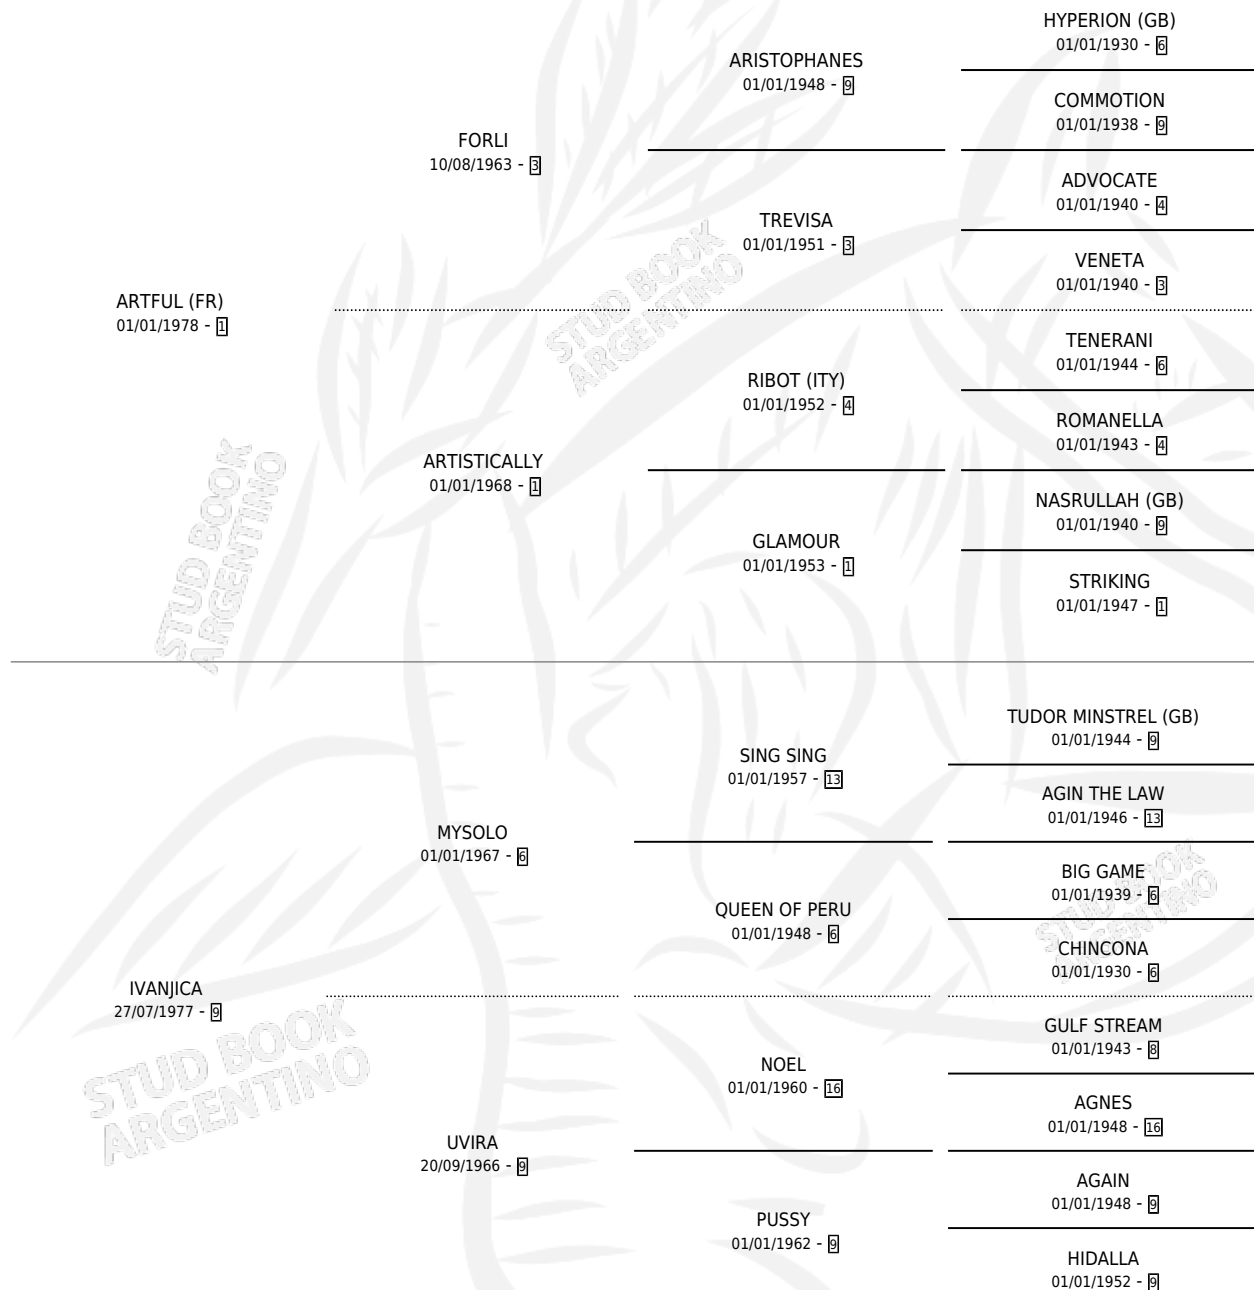 HYPERION (GB)
01/01/1930 - 6
ARISTOPHANES
01/01/1948 - 9
COMMOTION
01/01/1938 - 9
FORLI
10/08/1963 - 3
ADVOCATE
01/01/1940 - 4
TREVISA
01/01/1951 - 3
VENETA
01/01/1940 - 3
ARTFUL (FR)
01/01/1978 - 1
TENERANI
01/01/1944 - 6
RIBOT (ITY)
01/01/1952 - 4
ROMANELLA
01/01/1943 - 4
ARTISTICALLY
01/01/1968 - 1
NASRULLAH (GB)
01/01/1940 - 9
GLAMOUR
01/01/1953 - 1
STRIKING
01/01/1947 - 1
TUDOR MINSTREL (GB)
01/01/1944 - 9
SING SING
01/01/1957 - 13
AGIN THE LAW
01/01/1946 - 13
MYSOLO
01/01/1967 - 6
BIG GAME
01/01/1939 - 6
QUEEN OF PERU
01/01/1948 - 6
CHINCONA
01/01/1930 - 6
IVANJICA
27/07/1977 - 9
GULF STREAM
01/01/1943 - 8
NOEL
01/01/1960 - 16
AGNES
01/01/1948 - 16
UVIRA
20/09/1966 - 9
AGAIN
01/01/1948 - 9
PUSSY
01/01/1962 - 9
HIDALLA
01/01/1952 - 9
STUD BOOK
ARGENTINO
STUD BOOK
ARGENTINO
STUD BOOK
ARGENTINO
STUD BOOK
ARGENTINO